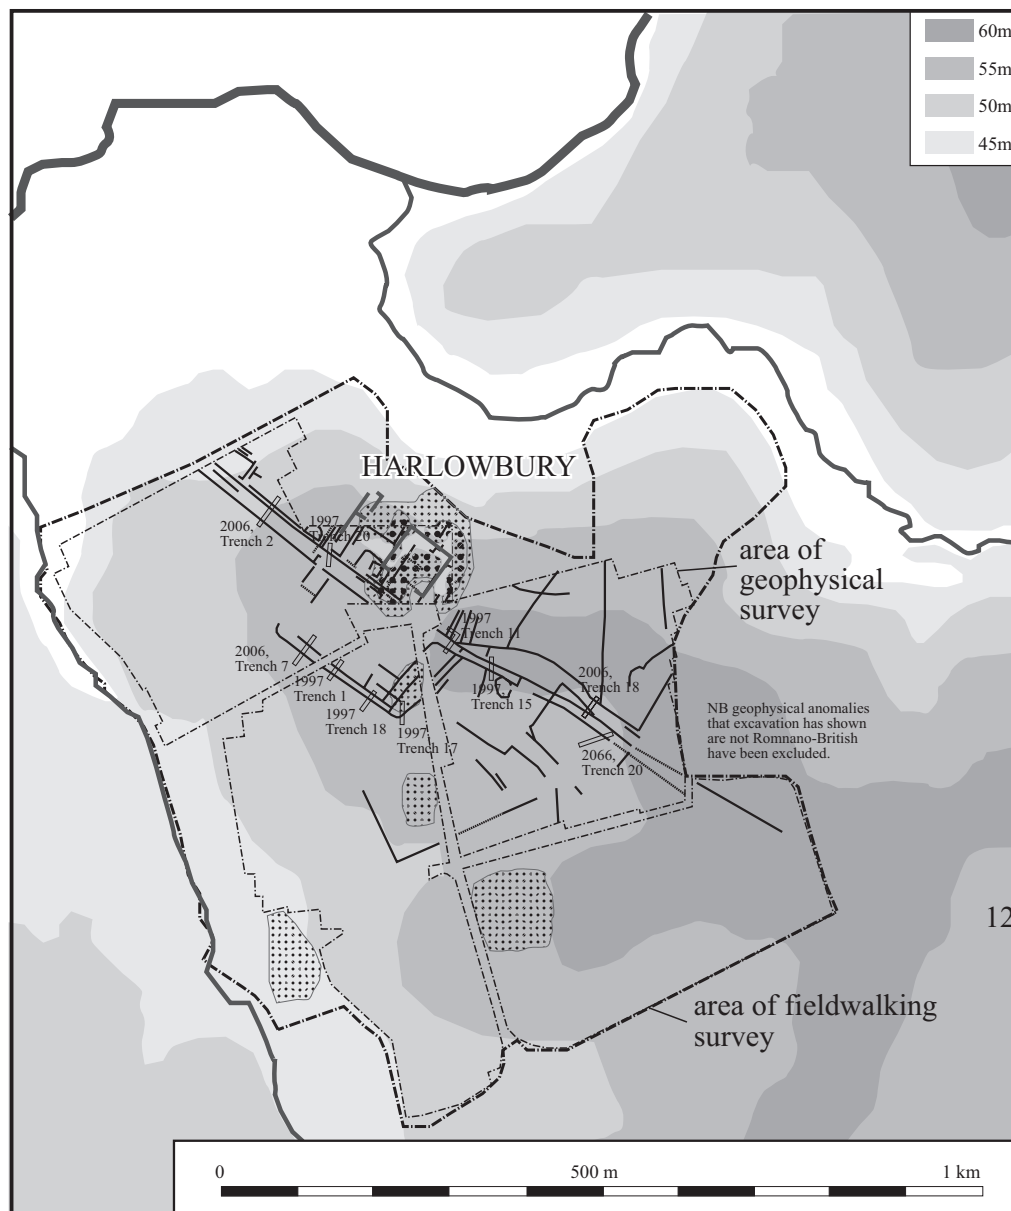 60m
55m
50m
45m
HARLOWBURY
2006,
Trench 2
1997
Trench 20
area of
geophysical
survey
1997
Trench 11
2006,
Trench 7
1997
Trench 1
1997
Trench 18
1997
Trench 17
1997
Trench 15
2006,
Trench 18
2066,
Trench 20
NB geophysical anomalies
that excavation has shown
are not Romnano-British
have been excluded.
12
area of fieldwalking
survey
0
500 m
1 km